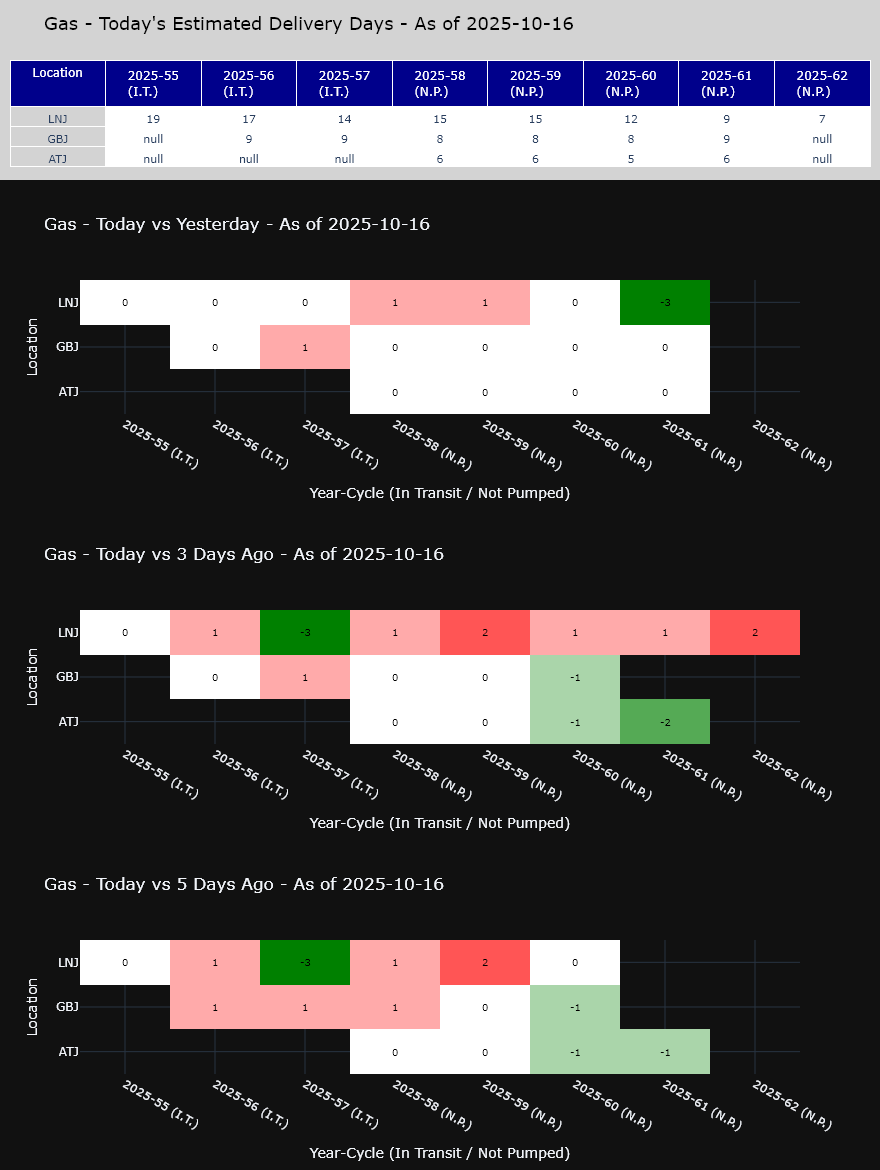 Gas - Today's Estimated Delivery Days - As of 2025-10-16
Location 2025-55 (I.T.) 2025-56 (I.T.) 2025-57 (I.T.) 2025-58 (N.P.) 2025-59 (N.P.) 2025-60 (N.P.) 2025-61 (N.P.) 2025-62 (N.P.)
LNJ 19 17 14 15 15 12 9 7
GBJ null 9 9 8 8 8 9 null
ATJ null null null 6 6 5 6 null
Gas - Today vs Yesterday - As of 2025-10-16
Location
LNJ 0 0 0 1 1 0 -3
GBJ 0 1 0 0 0 0
ATJ 0 0 0 0
2025-55 (I.T.) 2025-56 (I.T.) 2025-57 (I.T.) 2025-58 (N.P.) 2025-59 (N.P.) 2025-60 (N.P.) 2025-61 (N.P.) 2025-62 (N.P.)
Year-Cycle (In Transit / Not Pumped)
Gas - Today vs 3 Days Ago - As of 2025-10-16
Location
LNJ 0 1 -3 1 2 1 1 2
GBJ 0 1 0 0 -1
ATJ 0 0 -1 -2
2025-55 (I.T.) 2025-56 (I.T.) 2025-57 (I.T.) 2025-58 (N.P.) 2025-59 (N.P.) 2025-60 (N.P.) 2025-61 (N.P.) 2025-62 (N.P.)
Year-Cycle (In Transit / Not Pumped)
Gas - Today vs 5 Days Ago - As of 2025-10-16
Location
LNJ 0 1 -3 1 2 0
GBJ 1 1 1 0 -1
ATJ 0 0 -1 -1
2025-55 (I.T.) 2025-56 (I.T.) 2025-57 (I.T.) 2025-58 (N.P.) 2025-59 (N.P.) 2025-60 (N.P.) 2025-61 (N.P.) 2025-62 (N.P.)
Year-Cycle (In Transit / Not Pumped)